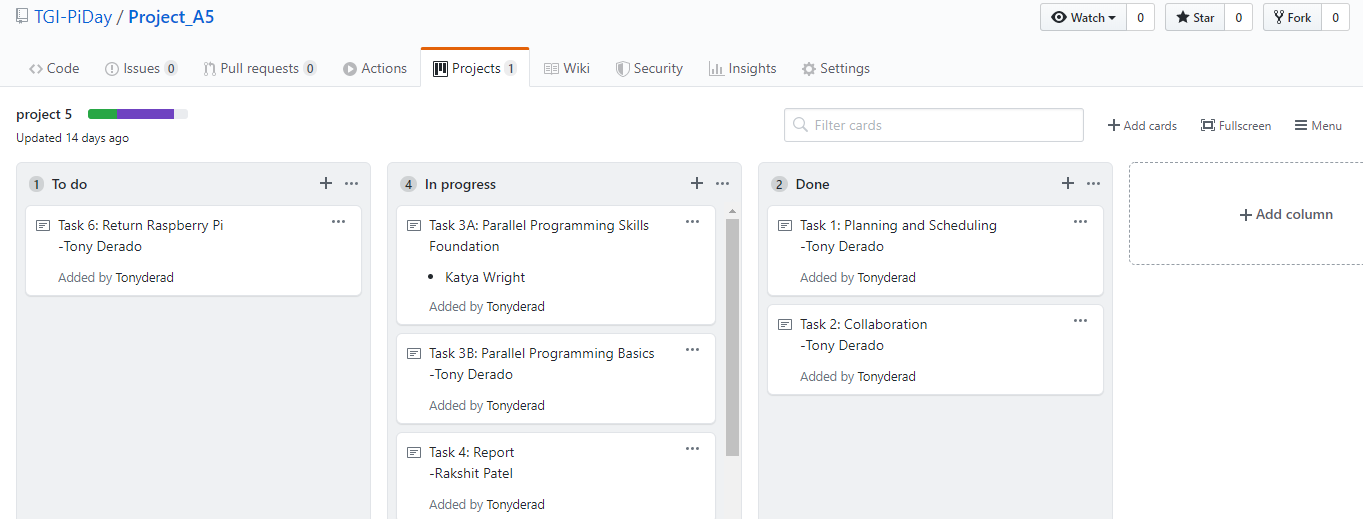 TGI-PiDay / Project_A5
Watch 0 Star 0 Fork 0
Code Issues 0 Pull requests 0 Actions Projects 1 Wiki Security Insights Settings
project 5
Updated 14 days ago
Filter cards
Add cards Fullscreen Menu
1 To do
Task 6: Return Raspberry Pi
-Tony Derado
Added by Tonyderad
4 In progress
Task 3A: Parallel Programming Skills
Foundation
• Katya Wright
Added by Tonyderad
Task 3B: Parallel Programming Basics
-Tony Derado
Added by Tonyderad
Task 4: Report
-Rakshit Patel
Added by Tonyderad
2 Done
Task 1: Planning and Scheduling
-Tony Derado
Added by Tonyderad
Task 2: Collaboration
-Tony Derado
Added by Tonyderad
Add column